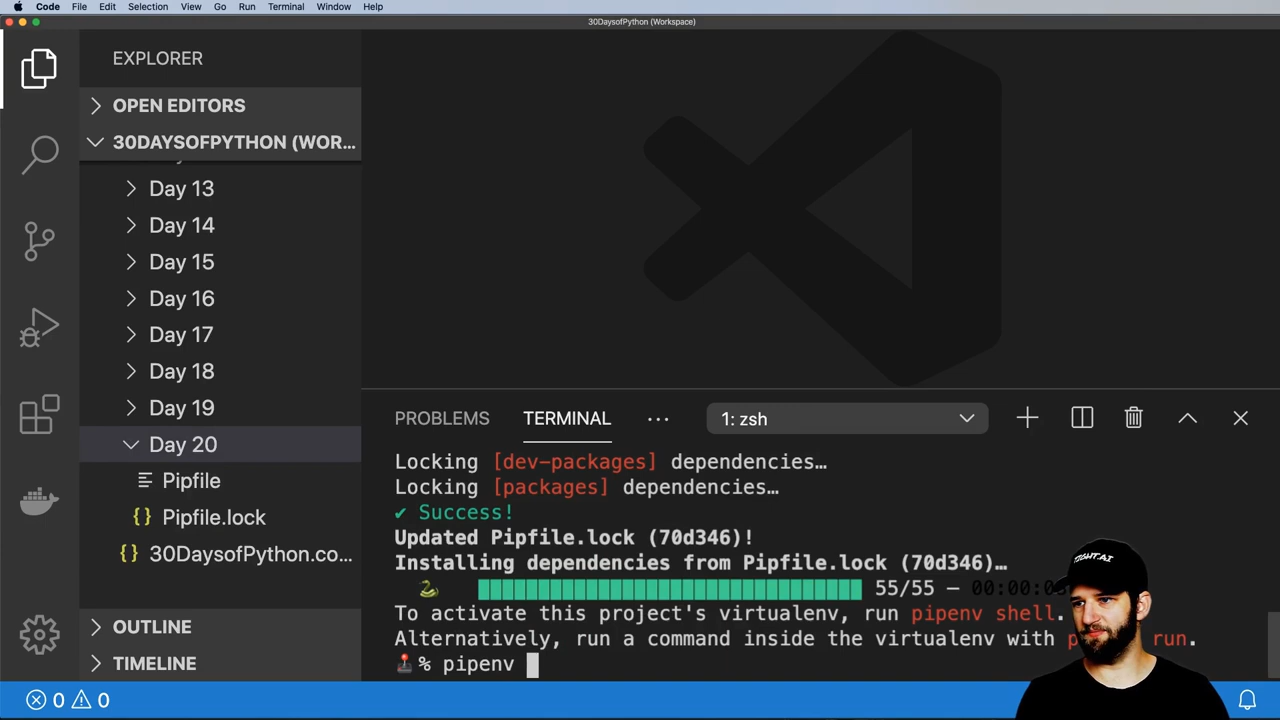 Code File Edit Selection View Go Run Terminal Window Help
30DaysofPython (Workspace)
EXPLORER
OPEN EDITORS
30DAYSOFPYTHON (WOR...
Day 13
Day 14
Day 15
Day 16
Day 17
Day 18
Day 19
Day 20
Pipfile
{} Pipfile.lock
{} 30DaysofPython.co...
OUTLINE
TIMELINE
PROBLEMS TERMINAL ... 1: zsh
Locking [dev-packages] dependencies…
Locking [packages] dependencies…
✔ Success!
Updated Pipfile.lock (70d346)!
Installing dependencies from Pipfile.lock (70d346)…
🐍 55/55 —
To activate this project's virtualenv, run pipenv shell.
Alternatively, run a command inside the virtualenv with run.
🕹️% pipenv
0 0